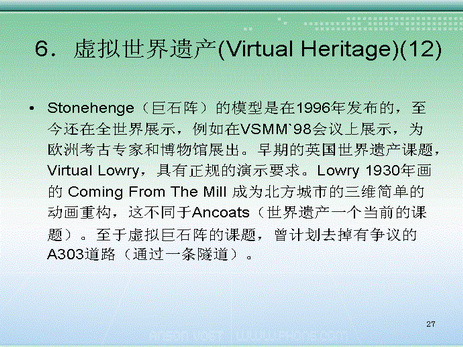 6．虚拟世界遗产(Virtual Heritage)(12)
• Stonehenge（巨石阵）的模型是在1996年发布的，至
今还在全世界展示，例如在VSMM`98会议上展示，为
欧洲考古专家和博物馆展出。早期的英国世界遗产课题，
Virtual Lowry，具有正规的演示要求。Lowry 1930年画
的 Coming From The Mill 成为北方城市的三维简单的
动画重构，这不同于Ancoats（世界遗产一个当前的课
题）。至于虚拟巨石阵的课题，曾计划去掉有争议的
A303道路（通过一条隧道）。
27